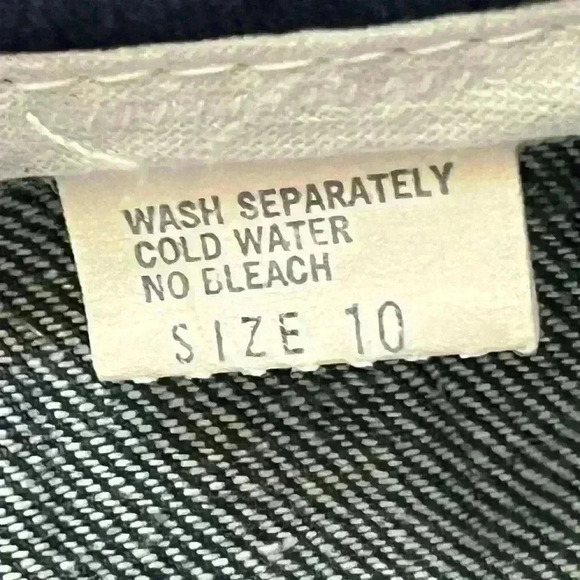 WASH SEPARATELY
COLD WATER
NO BLEACH
SIZE 10